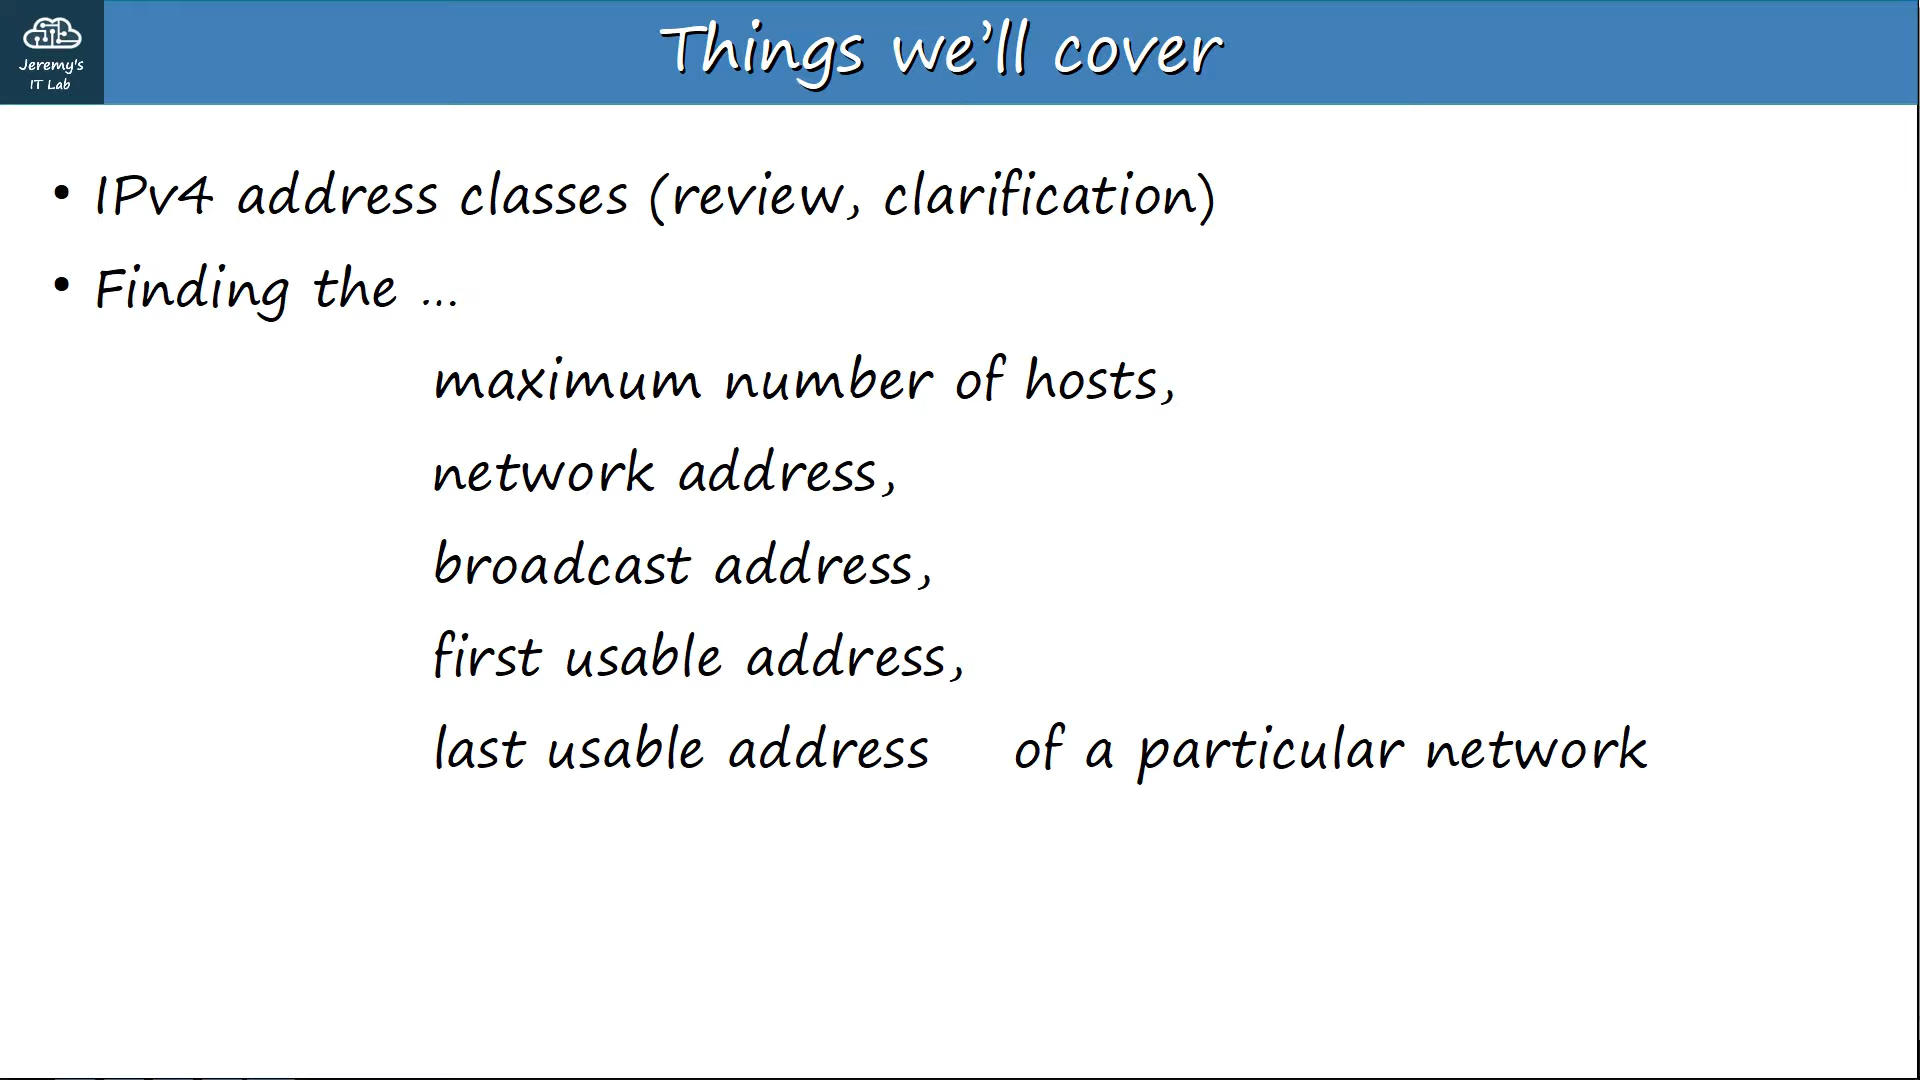 Jeremy's
IT Lab
Things we'll cover
• IPv4 address classes (review, clarification)
• Finding the ...
maximum number of hosts,
network address,
broadcast address,
first usable address,
last usable address of a particular network